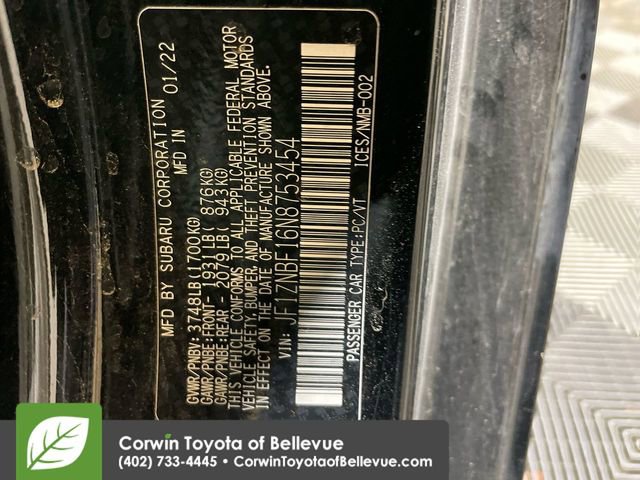 MFD BY SUBARU CORPORATION 01/22
MFD IN
GVWR/PNBV: 3748LB(1700KG)
GAWR/PNBE:FRONT- 1931LB( 876KG)
GAWR/PNBE:REAR - 2079LB( 943KG)
THIS VEHICLE CONFORMS TO ALL APPLICABLE FEDERAL MOTOR
VEHICLE SAFETY,BUMPER,AND THEFT PREVENTION STANDARDS
IN EFFECT ON THE DATE OF MANUFACTURE SHOWN ABOVE.
VIN: JF1ZNBF16N8753454
PASSENGER CAR TYPE:PC/VT ICES/NMB-002
Corwin Toyota of Bellevue
(402) 733-4445 • CorwinToyotaofBellevue.com